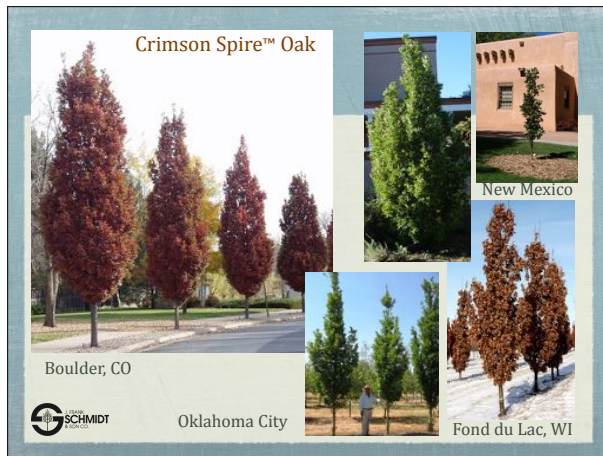 Crimson Spire™ Oak
New Mexico
Boulder, CO
J. FRANK
SCHMIDT
& SON CO.
Oklahoma City
Fond du Lac, WI